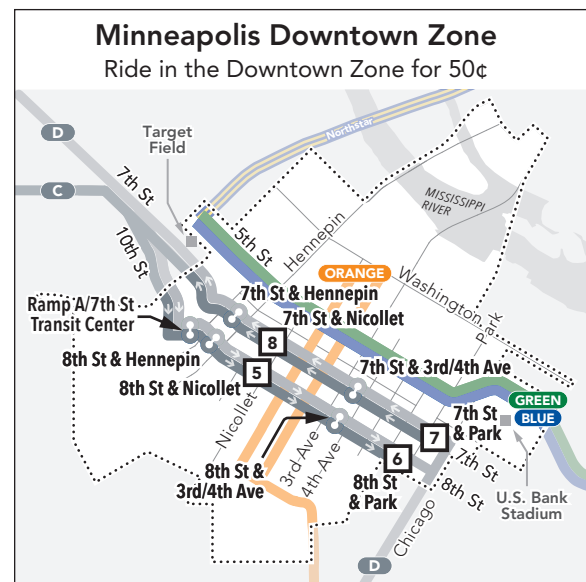 Minneapolis Downtown Zone
Ride in the Downtown Zone for 50¢
D
Target
Field
Northstar
C
7th St
10th St
5th St
Hennepin
MISSISSIPPI
RIVER
ORANGE
Washington
Park
Ramp A/7th St
Transit Center
7th St & Hennepin
7th St & Nicollet
8th St & Hennepin
8
8th St & Nicollet
5
7th St & 3rd/4th Ave
GREEN
BLUE
Nicollet
3rd Ave
4th Ave
7th St
& Park
7
6
8th St &
3rd/4th Ave
8th St
& Park
7th St
8th St
U.S. Bank
Stadium
Chicago
D